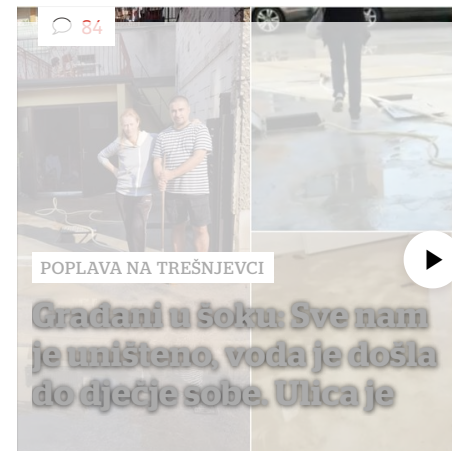 84
POPLAVA NA TREŠNJEVCI
Građani u šoku: Sve nam
je uništeno, voda je došla
do dječje sobe. Ulica je